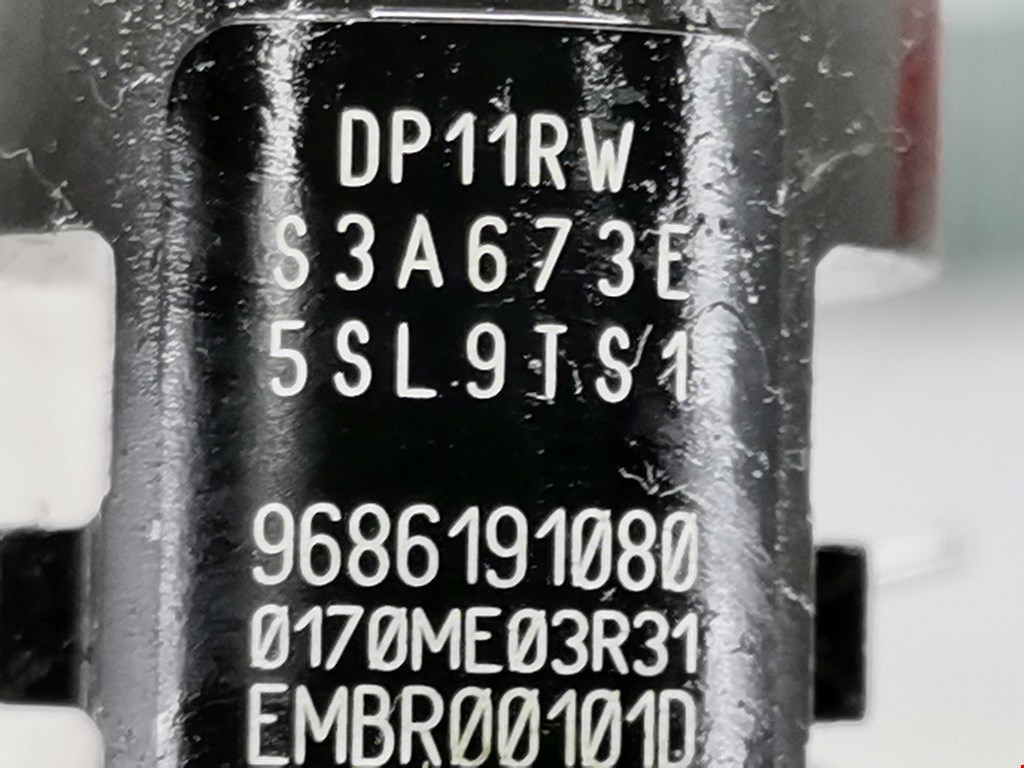 DP11RW
S3A673E
5SL9TS1
9686191080
0170ME03R31
EMBR00101D